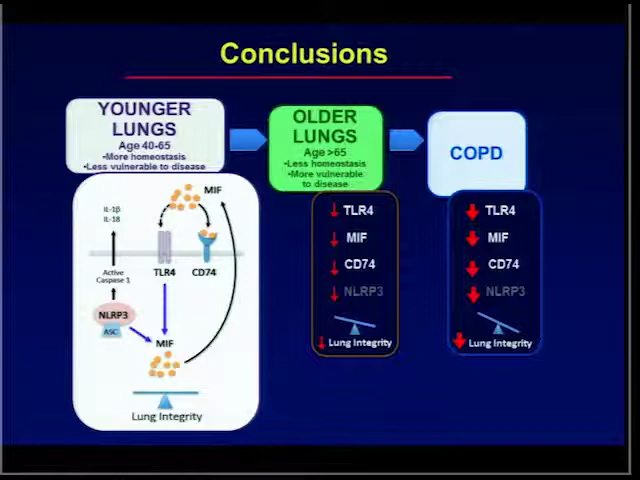 Conclusions
YOUNGER
LUNGS
Age 40-65
•More homeostasis
•Less vulnerable to disease
OLDER
LUNGS
Age >65
•Less homeostasis
•More vulnerable
to disease
COPD
MIF
IL-1β
IL-18
TLR4
CD74
Active
Caspase 1
NLRP3
ASC
MIF
Lung Integrity
TLR4
MIF
CD74
NLRP3
Lung Integrity
TLR4
MIF
CD74
NLRP3
Lung Integrity